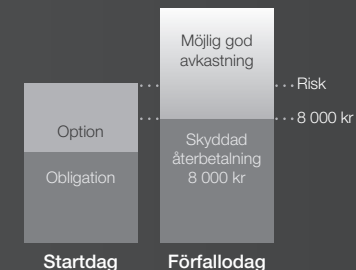 Möjlig god
avkastning
Risk
8 000 kr
Option
Skyddad
återbetalning
8 000 kr
Obligation
Startdag
Förfallodag